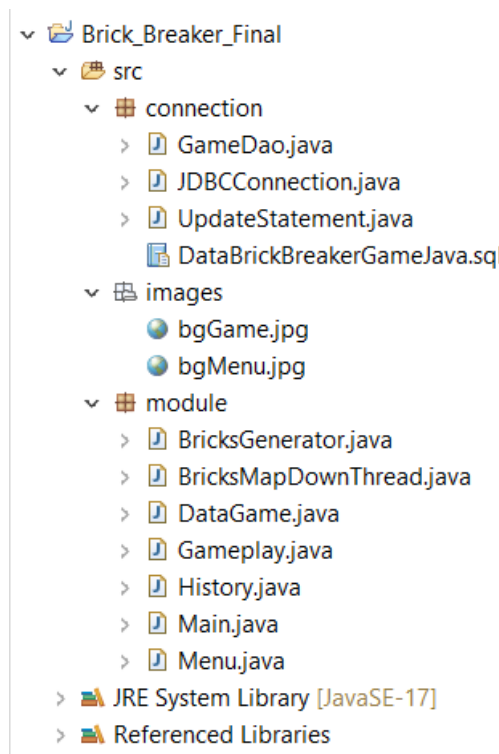 Brick_Breaker_Final
src
connection
GameDao.java
JDBCConnection.java
UpdateStatement.java
DataBrickBreakerGameJava.sql
images
bgGame.jpg
bgMenu.jpg
module
BricksGenerator.java
BricksMapDownThread.java
DataGame.java
Gameplay.java
History.java
Main.java
Menu.java
JRE System Library [JavaSE-17]
Referenced Libraries